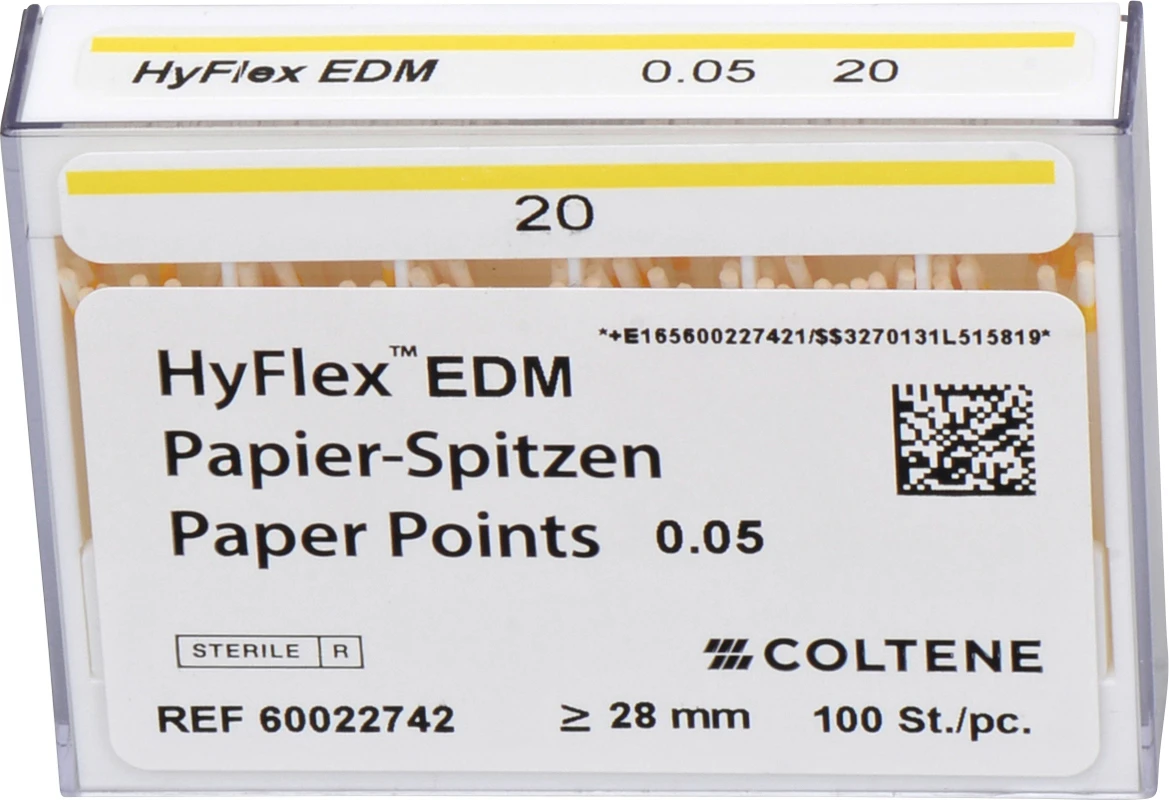 HyFlex EDM 0.05 20
20
*+E165600227421/$$3270131L515819*
HyFlex™ EDM
Papier-Spitzen
Paper Points 0.05
STERILE R
COLTENE
REF 60022742 ≥ 28 mm 100 St./pc.